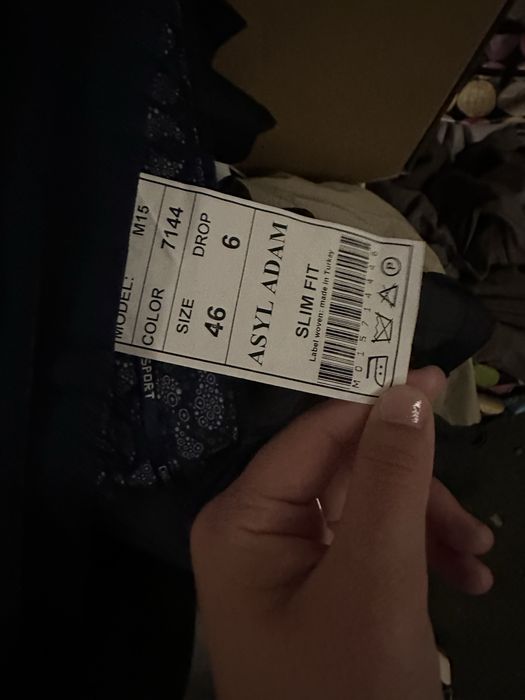 MODEL: M15
COLOR 7144
SIZE DROP
46 6
ASYL ADAM
SLIM FIT
Label woven: made in Turkey
P
SPORT